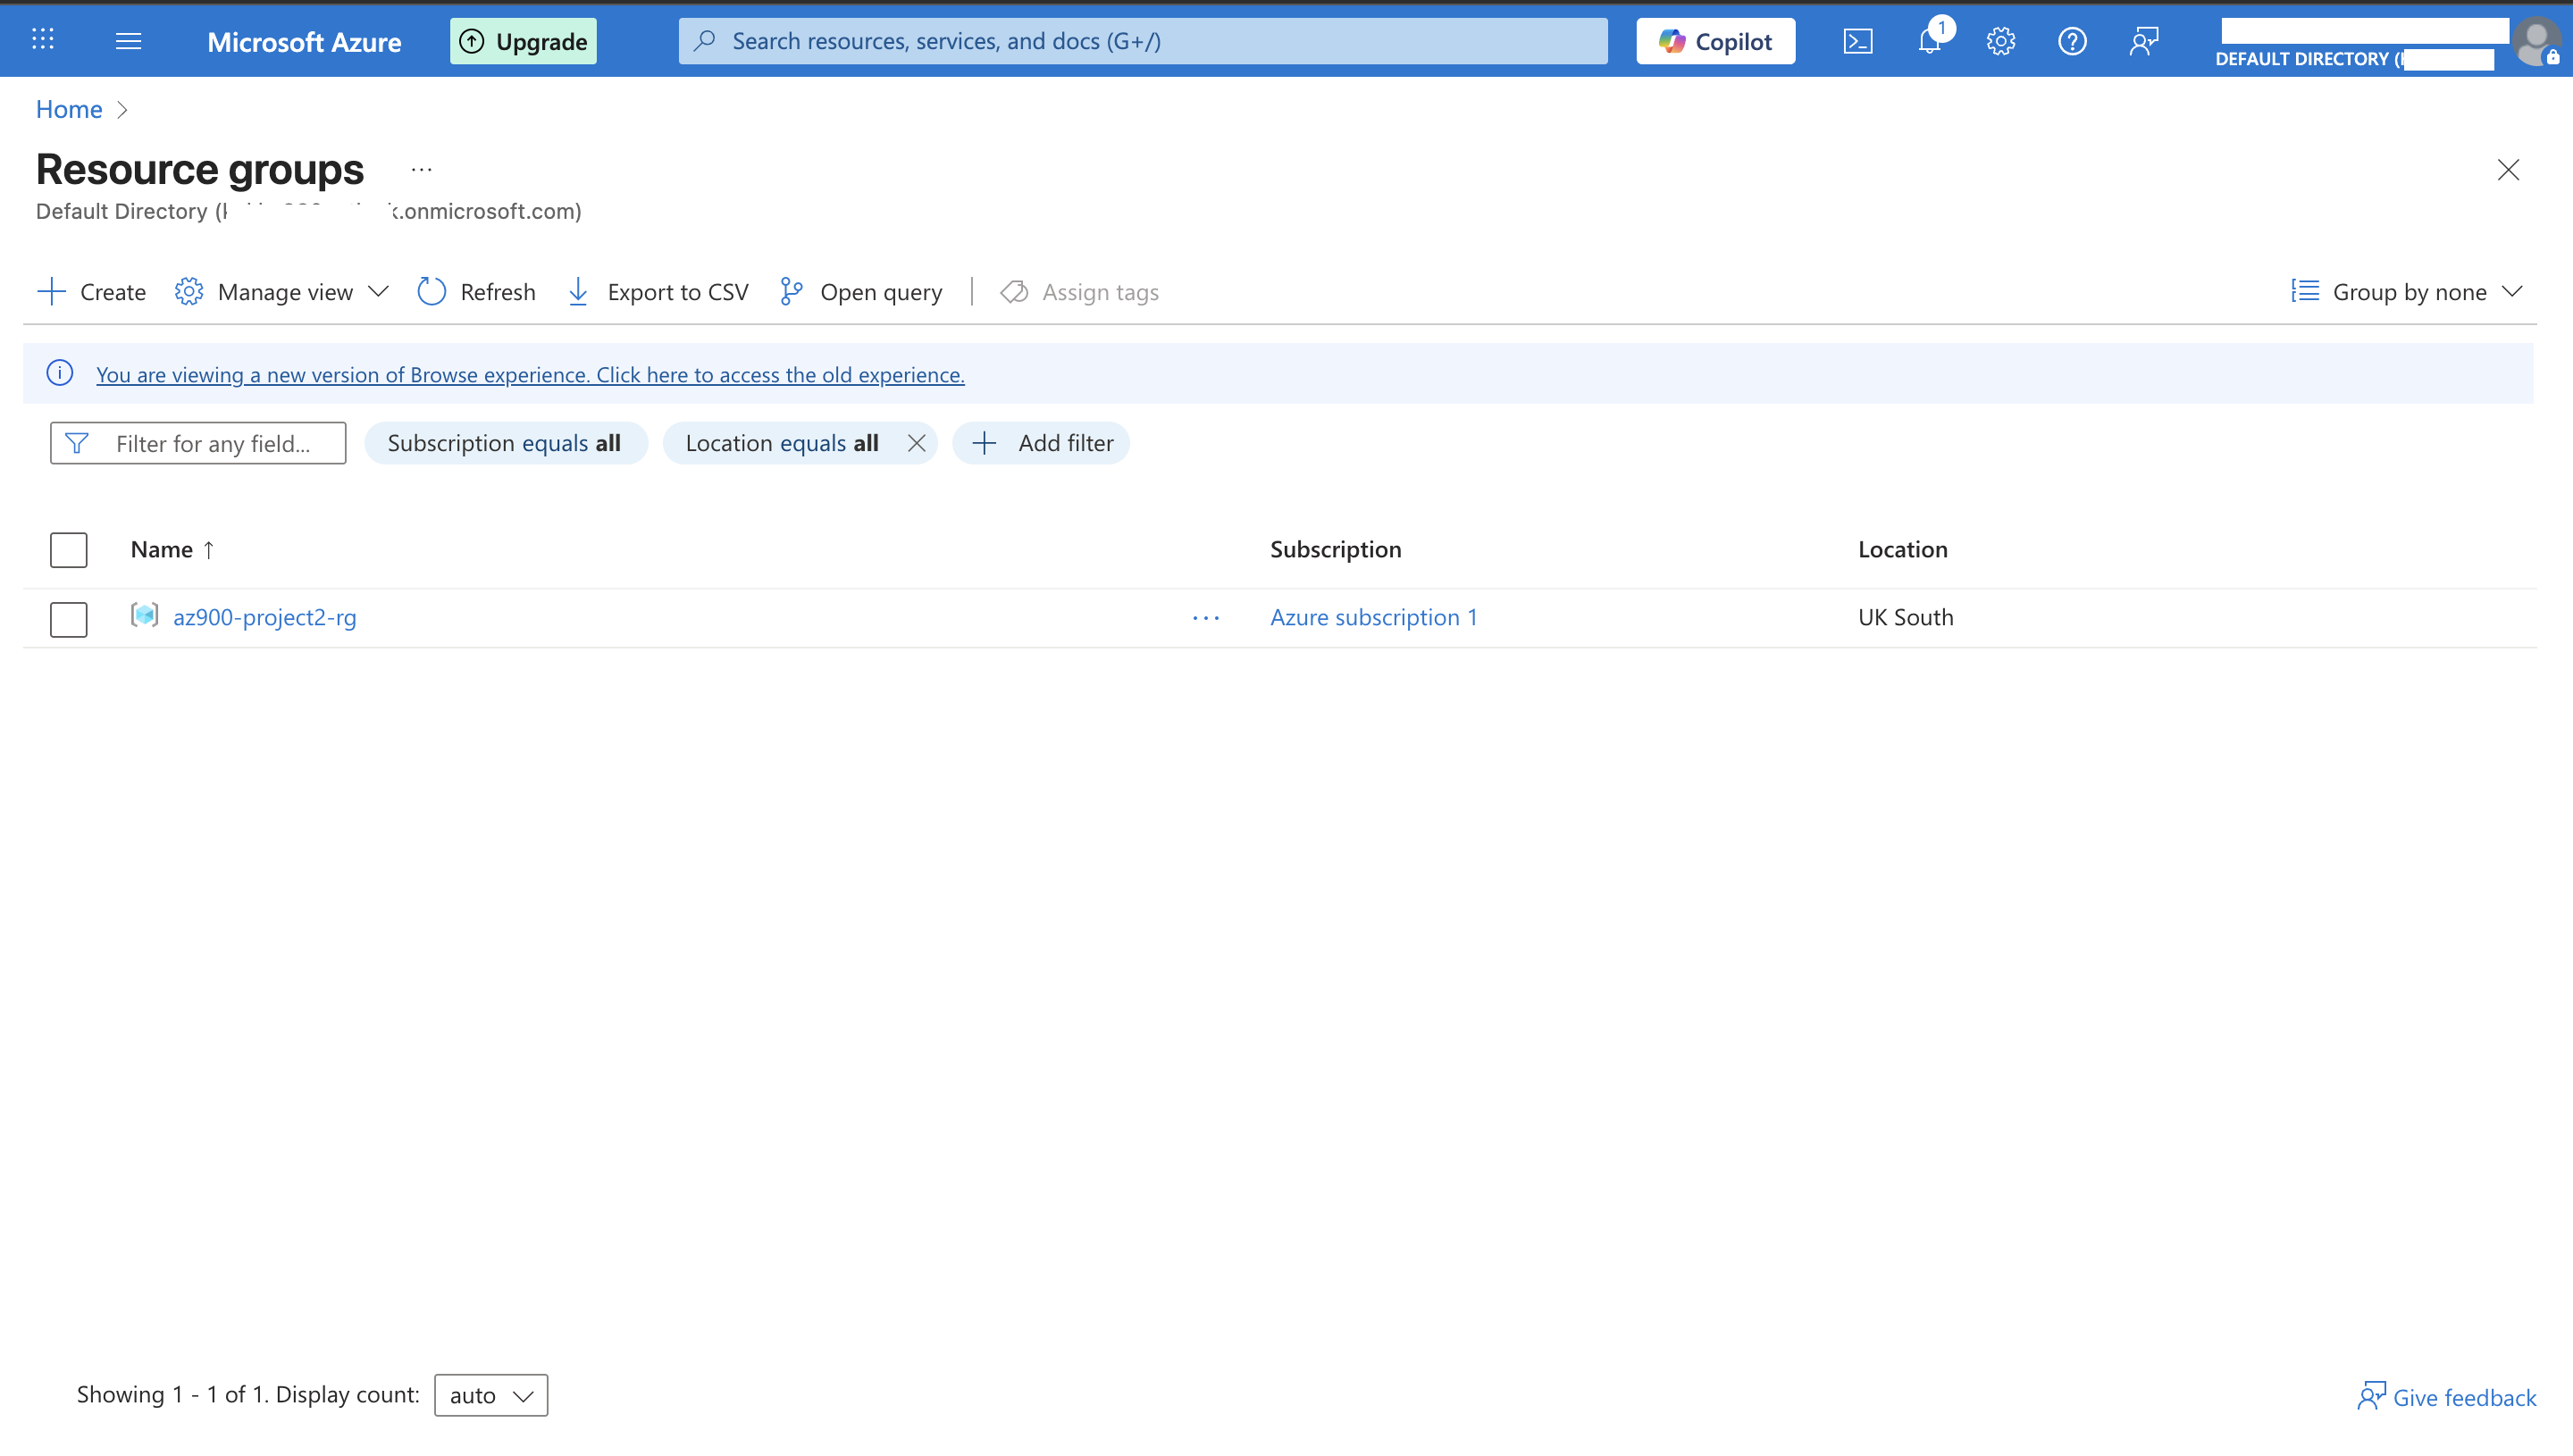 Microsoft Azure
Upgrade
Search resources, services, and docs (G+/)
Copilot
1
DEFAULT DIRECTORY (
Home
Resource groups
Default Directory ( k.onmicrosoft.com)
Create
Manage view
Refresh
Export to CSV
Open query
Assign tags
Group by none
You are viewing a new version of Browse experience. Click here to access the old experience.
Filter for any field...
Subscription equals all
Location equals all
Add filter
Name ↑
Subscription
Location
az900-project2-rg
Azure subscription 1
UK South
Showing 1 - 1 of 1. Display count: auto
Give feedback